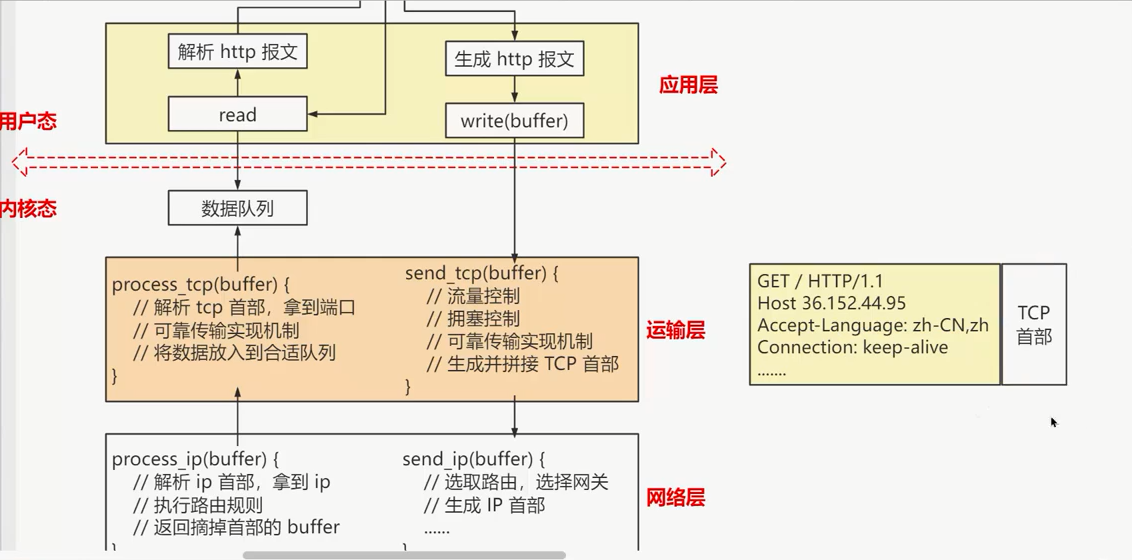 解析 http 报文
生成 http 报文
应用层
read
write(buffer)
用户态
内核态
数据队列
process_tcp(buffer) {
// 解析 tcp 首部，拿到端口
// 可靠传输实现机制
// 将数据放入到合适队列
}
send_tcp(buffer) {
// 流量控制
// 拥塞控制
// 可靠传输实现机制
// 生成并拼接 TCP 首部
}
运输层
GET / HTTP/1.1
Host 36.152.44.95
Accept-Language: zh-CN,zh
Connection: keep-alive
.......
TCP
首部
process_ip(buffer) {
// 解析 ip 首部，拿到 ip
// 执行路由规则
// 返回摘掉首部的 buffer
}
send_ip(buffer) {
// 选取路由，选择网关
// 生成 IP 首部
......
}
网络层